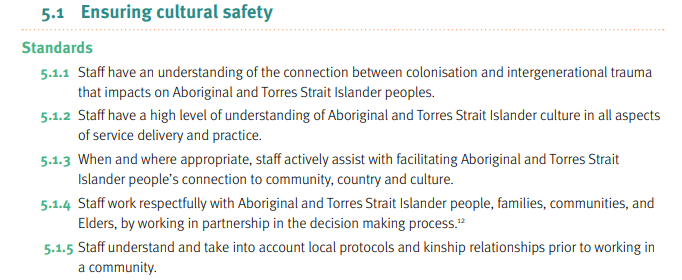 5.1 Ensuring cultural safety
Standards
5.1.1 Staff have an understanding of the connection between colonisation and intergenerational trauma
that impacts on Aboriginal and Torres Strait Islander peoples.
5.1.2 Staff have a high level of understanding of Aboriginal and Torres Strait Islander culture in all aspects
of service delivery and practice.
5.1.3 When and where appropriate, staff actively assist with facilitating Aboriginal and Torres Strait
Islander people’s connection to community, country and culture.
5.1.4 Staff work respectfully with Aboriginal and Torres Strait Islander people, families, communities, and
Elders, by working in partnership in the decision making process.¹²
5.1.5 Staff understand and take into account local protocols and kinship relationships prior to working in
a community.